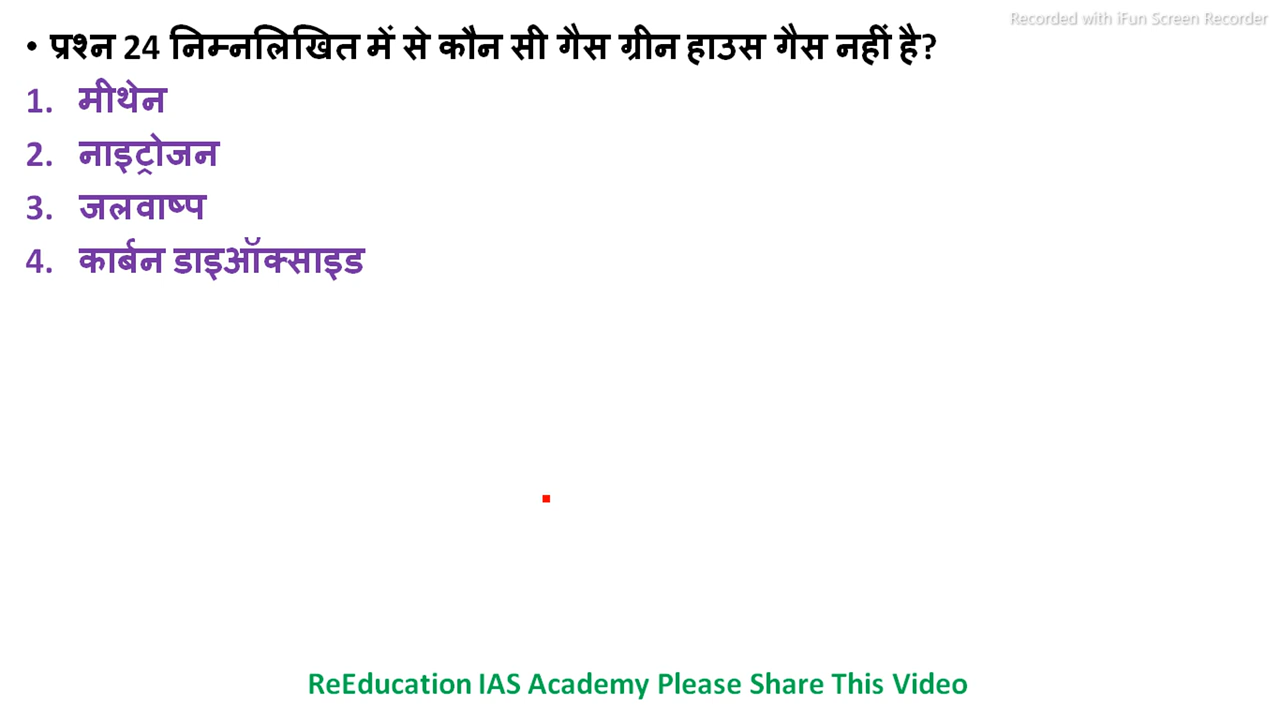 Recorded with iFun Screen Recorder
• प्रश्न 24 निम्नलिखित में से कौन सी गैस ग्रीन हाउस गैस नहीं है?
1. मीथेन
2. नाइट्रोजन
3. जलवाष्प
4. कार्बन डाइऑक्साइड
ReEducation IAS Academy Please Share This Video